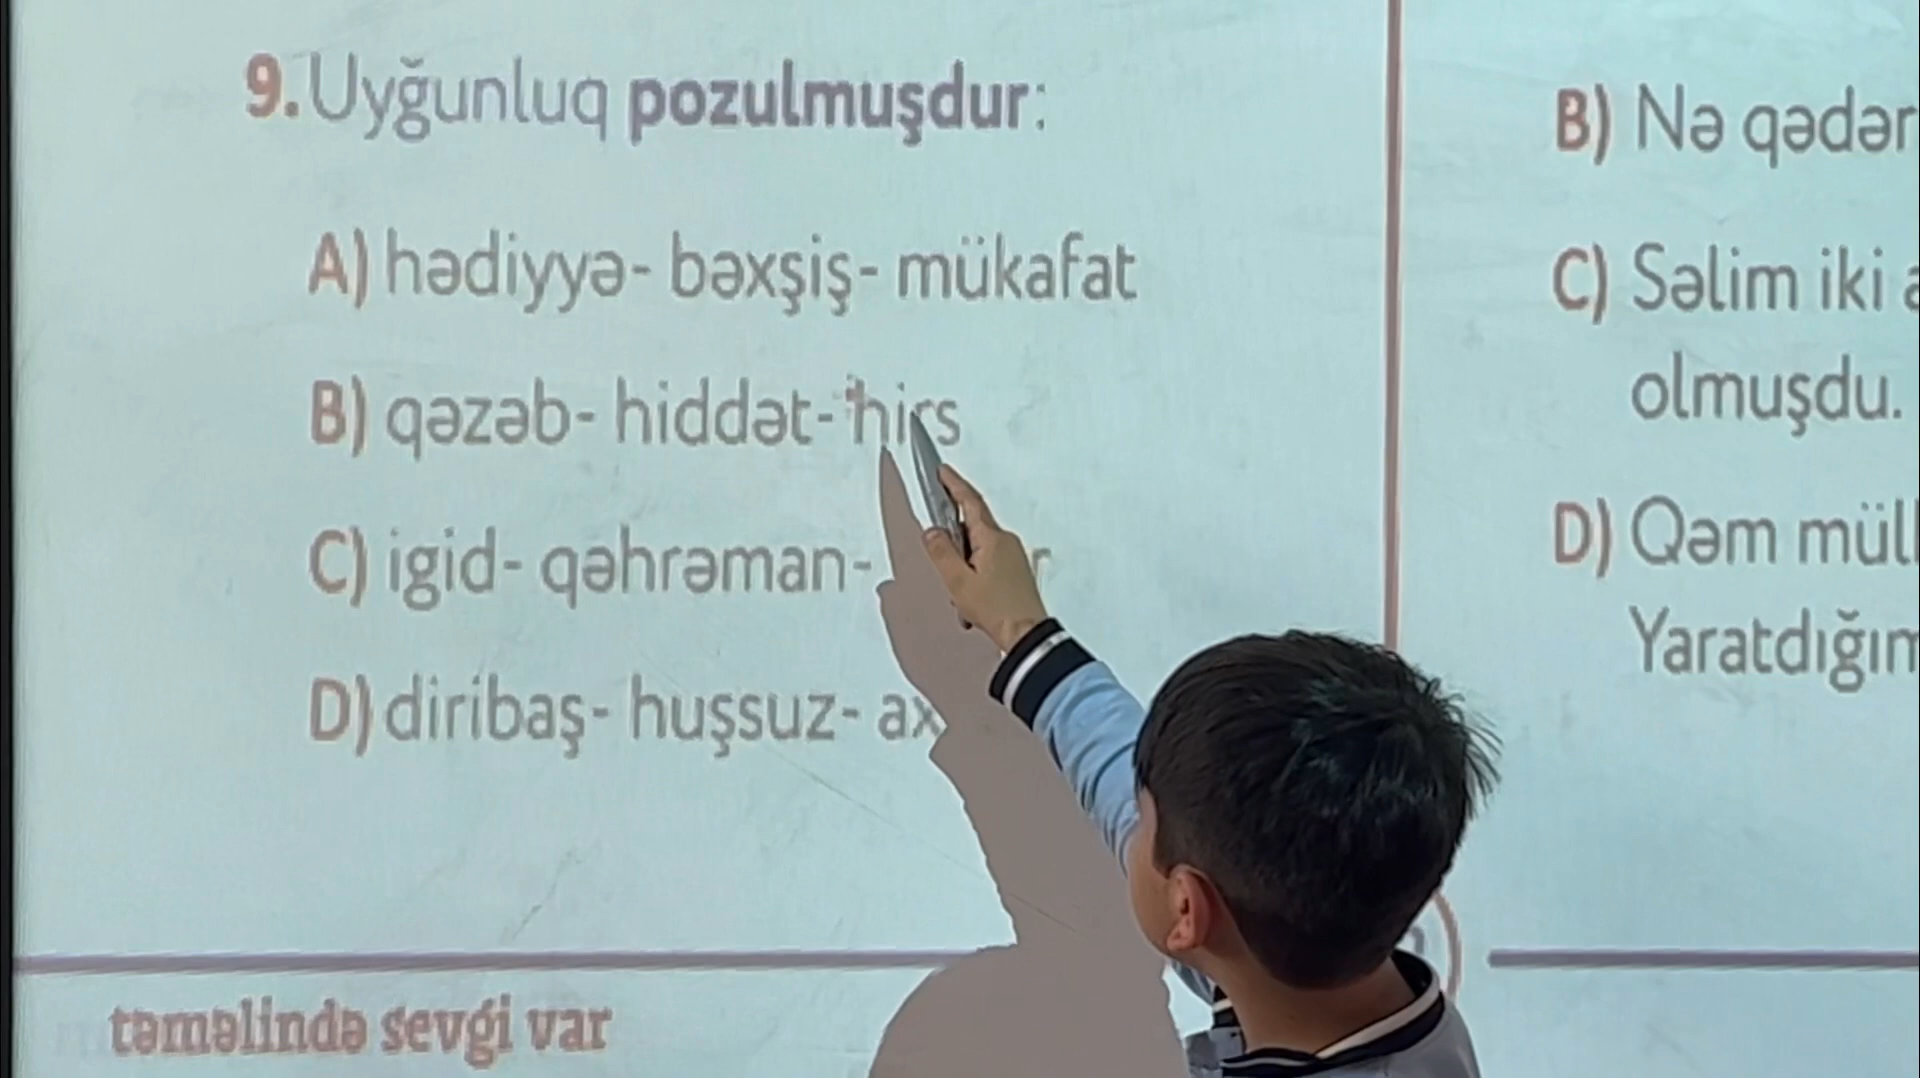 9. Uyğunluq pozulmuşdur:
A) hədiyyə- bəxşiş- mükafat
B) qəzəb- hiddət- hirs
C) igid- qəhrəman-
D) diribaş- huşsuz-
təməlində sevgi var
B) Nə qədər
C) Səlim iki
olmuşdu.
D) Qəm